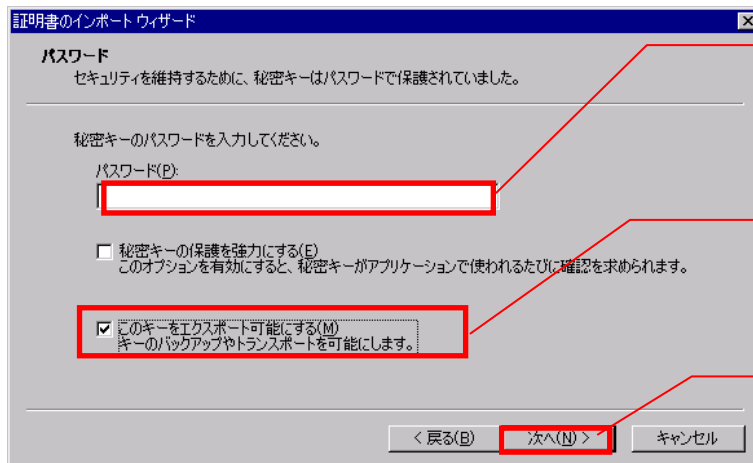 証明書のインポート ウィザード
パスワード
セキュリティを維持するために、秘密キーはパスワードで保護されていました。
秘密キーのパスワードを入力してください。
パスワード(P):
秘密キーの保護を強力にする(E)
このオプションを有効にすると、秘密キーがアプリケーションで使われるたびに確認を求められます。
このキーをエクスポート可能にする(M)
キーのバックアップやトランスポートを可能にします。
< 戻る(B) 次へ(N) > キャンセル